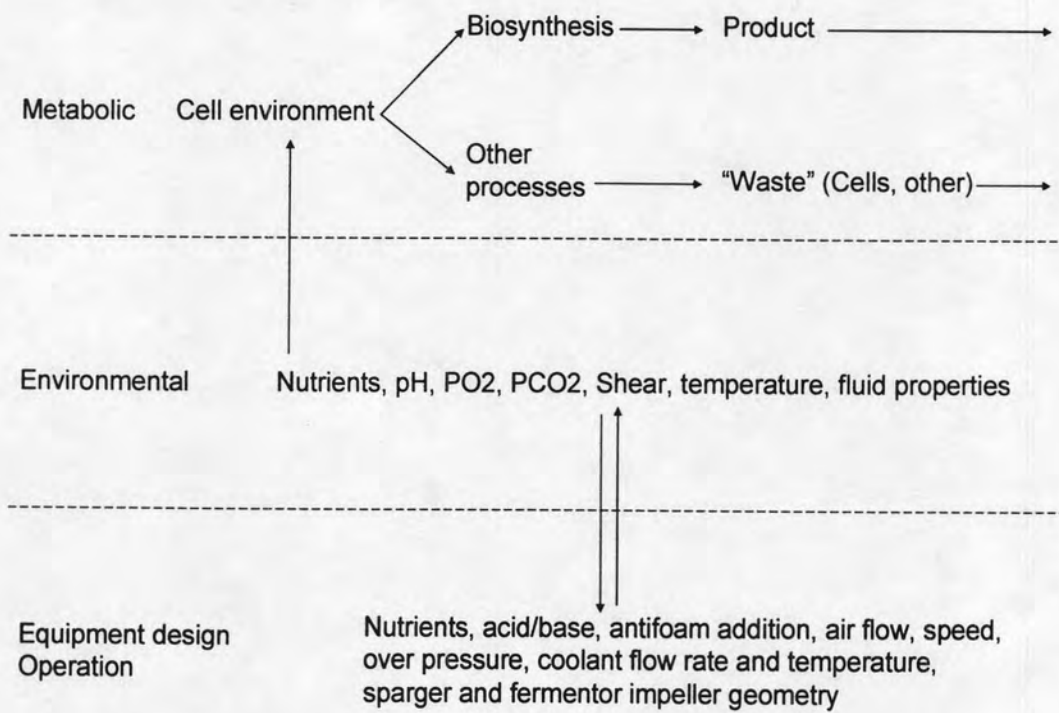 Biosynthesis
Product
Metabolic
Cell environment
Other
processes
“Waste” (Cells, other)
Environmental
Nutrients, pH, PO2, PCO2, Shear, temperature, fluid properties
Equipment design
Operation
Nutrients, acid/base, antifoam addition, air flow, speed,
over pressure, coolant flow rate and temperature,
sparger and fermentor impeller geometry